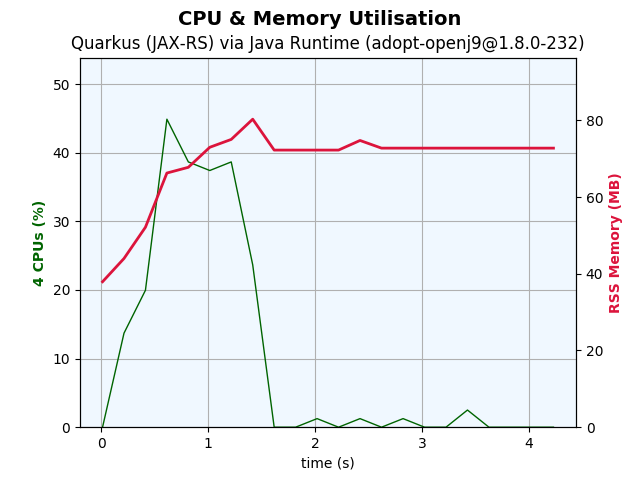 CPU & Memory Utilisation
Quarkus (JAX-RS) via Java Runtime (adopt-openj9@1.8.0-232)
4 CPUs (%)
50
40
30
20
10
0
RSS Memory (MB)
80
60
40
20
0
0 1 2 3 4
time (s)